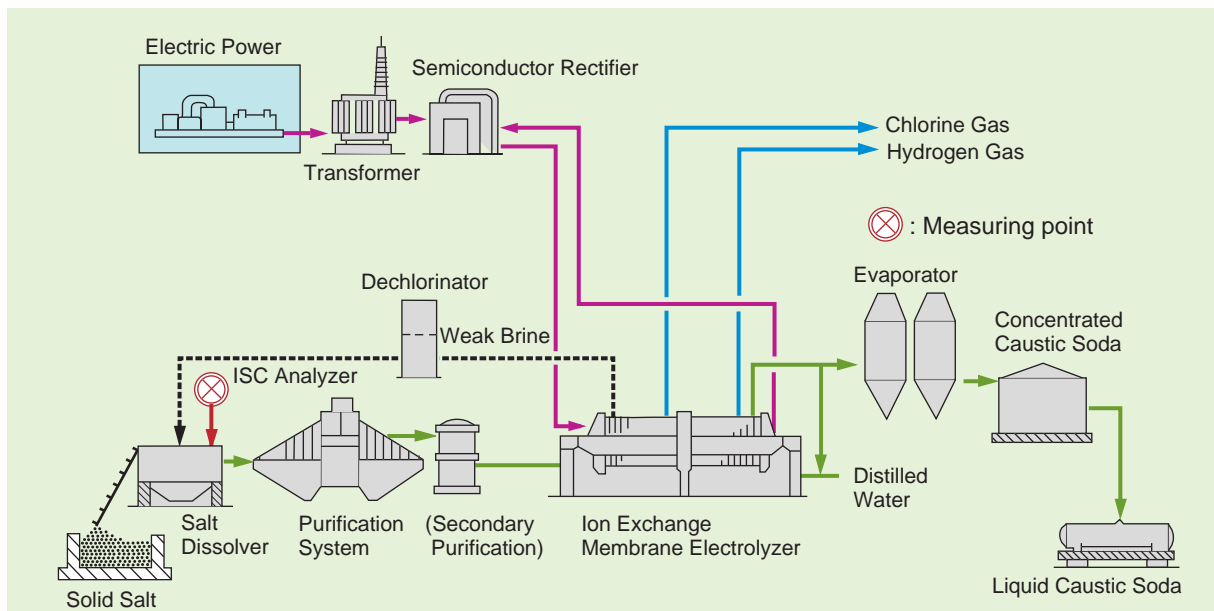 Electric Power
Semiconductor Rectifier
Transformer
Chlorine Gas
Hydrogen Gas
: Measuring point
Dechlorinator
Evaporator
Weak Brine
Concentrated
Caustic Soda
ISC Analyzer
Distilled
Water
Salt
Dissolver
Purification
System
(Secondary
Purification)
Ion Exchange
Membrane Electrolyzer
Solid Salt
Liquid Caustic Soda